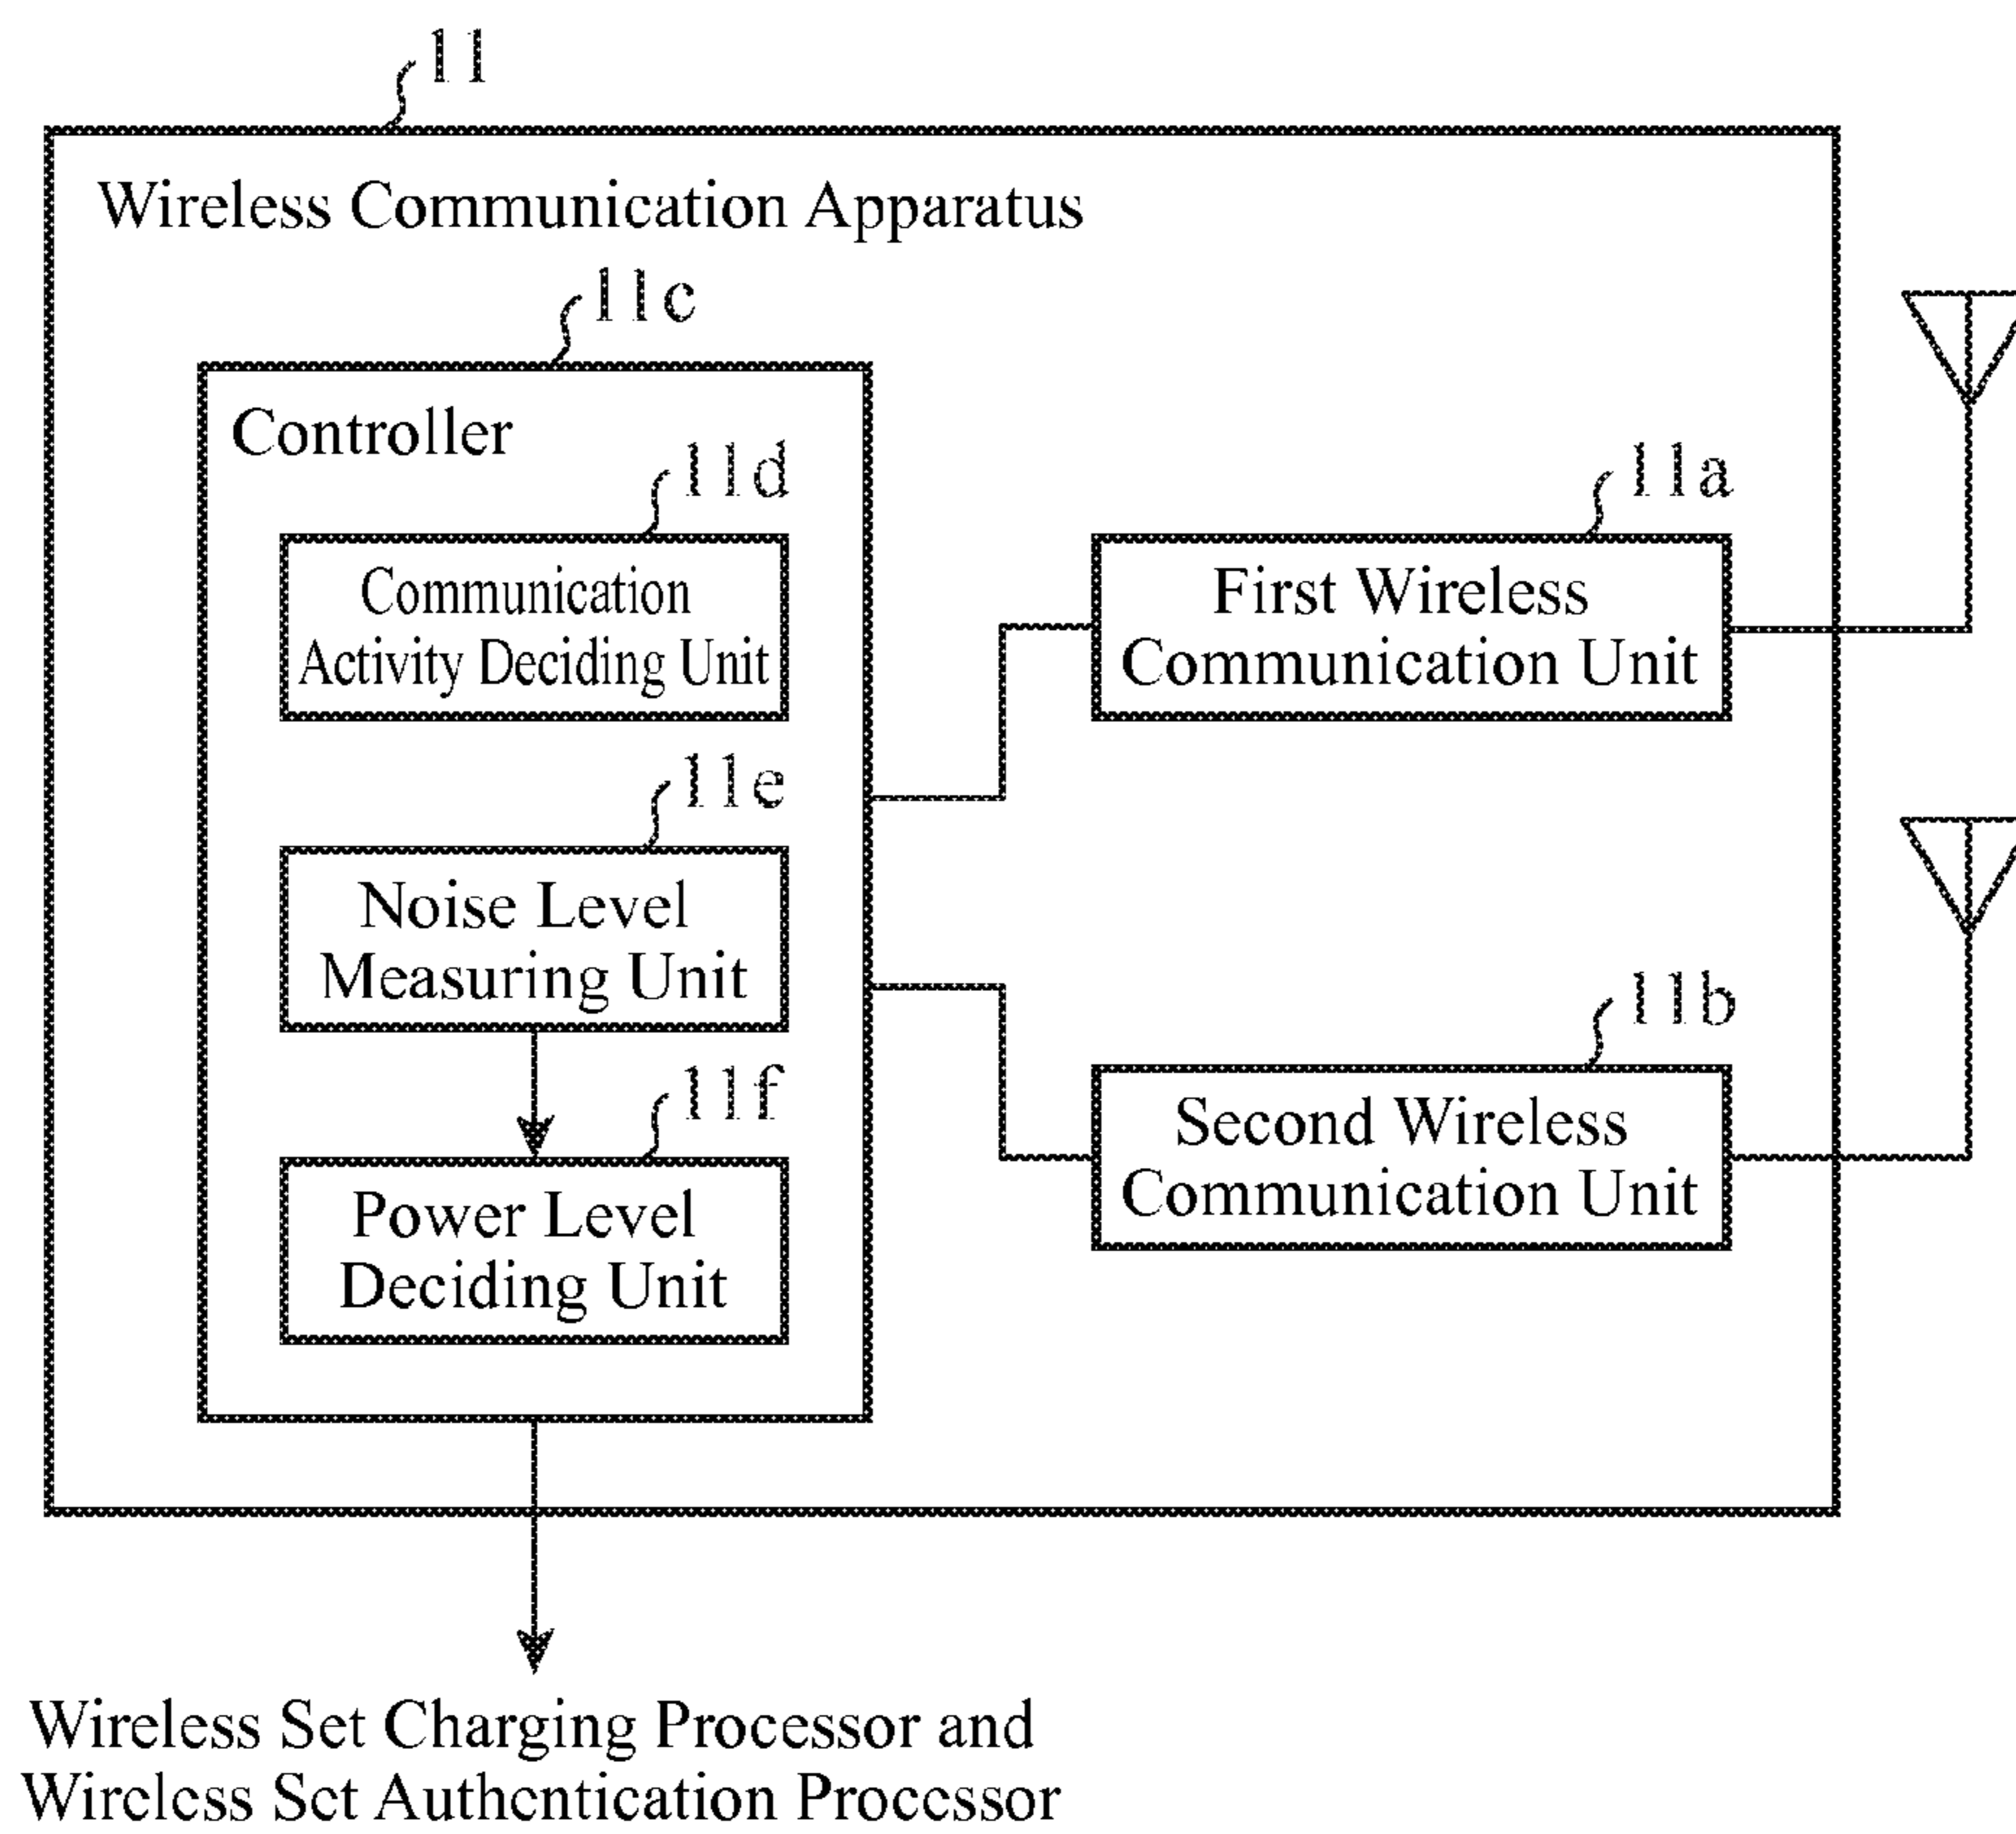 11
Wireless Communication Apparatus
11c
Controller
11d
Communication
Activity Deciding Unit
11e
Noise Level
Measuring Unit
11f
Power Level
Deciding Unit
11a
First Wireless
Communication Unit
11b
Second Wireless
Communication Unit
Wireless Set Charging Processor and
Wireless Set Authentication Processor